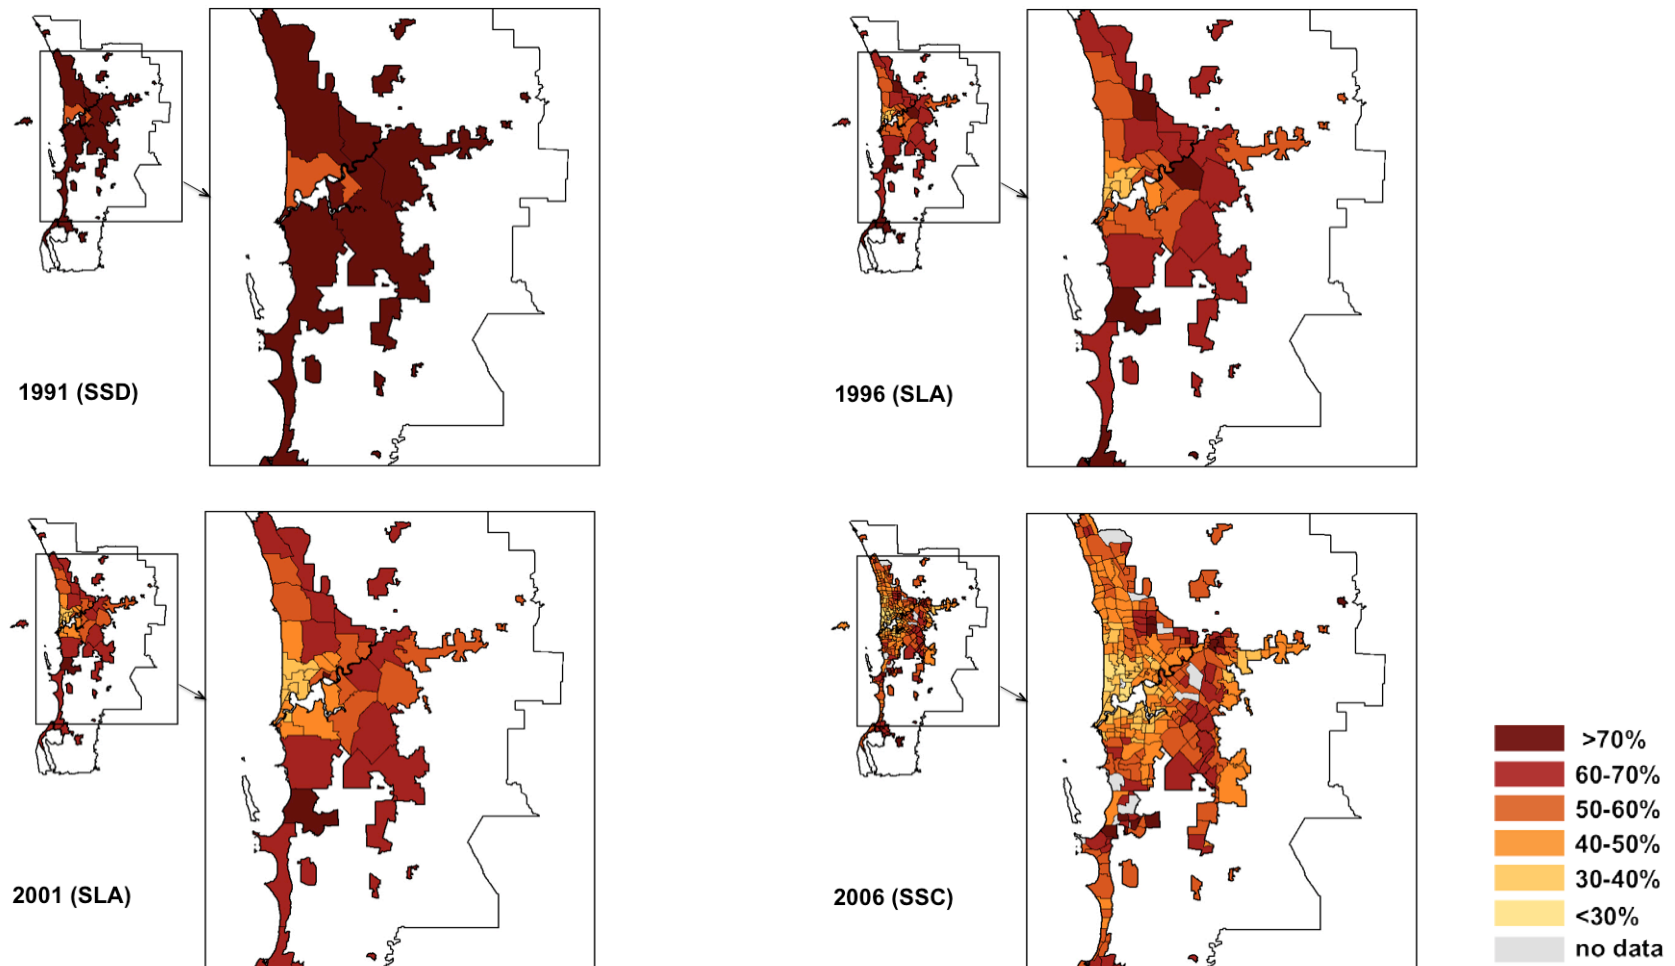 1991 (SSD)
1996 (SLA)
2001 (SLA)
2006 (SSC)
>70%
60-70%
50-60%
40-50%
30-40%
<30%
no data